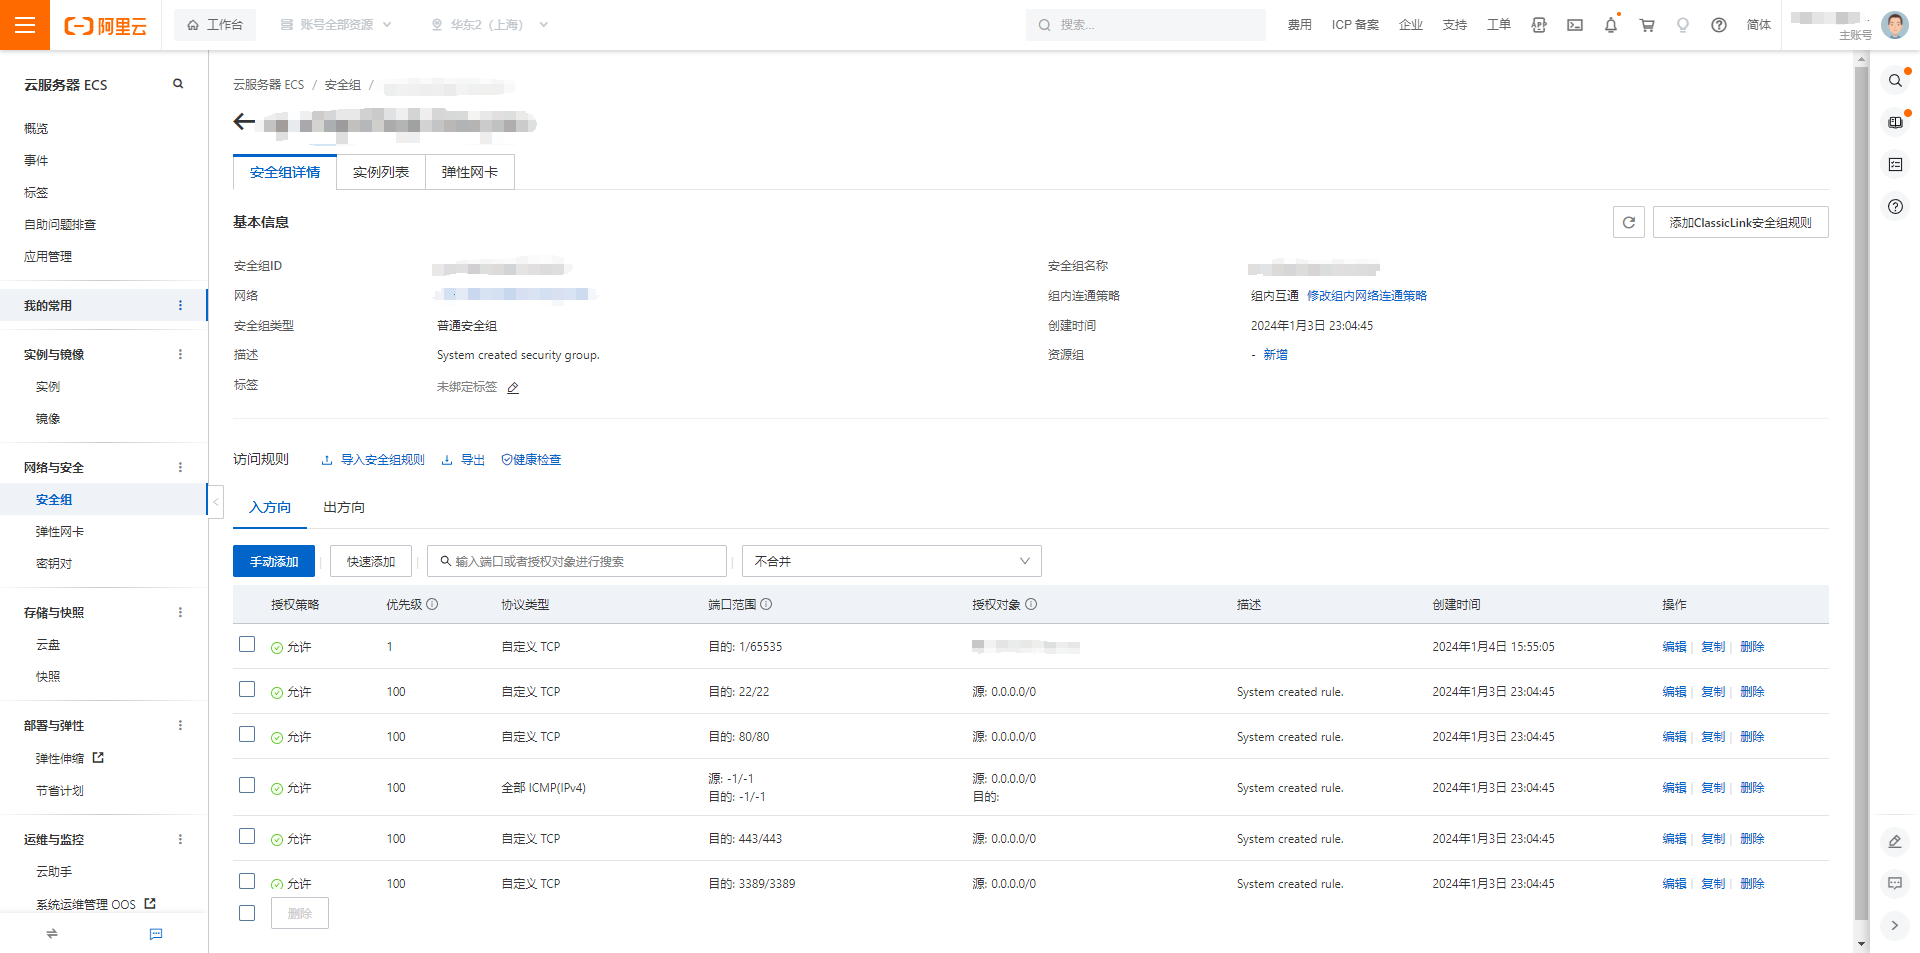 阿里云
工作台
账号全部资源
华东2（上海）
搜索...
费用
ICP 备案
企业
支持
工单
简体
主账号
云服务器 ECS
概览
事件
标签
自助问题排查
应用管理
我的常用
实例与镜像
实例
镜像
网络与安全
安全组
弹性网卡
密钥对
存储与快照
云盘
快照
部署与弹性
弹性伸缩
节省计划
运维与监控
云助手
系统运维管理 OOS
云服务器 ECS / 安全组 /
安全组详情
实例列表
弹性网卡
基本信息
添加ClassicLink安全组规则
安全组ID
安全组名称
网络
组内连通策略 组内互通 修改组内网络连通策略
安全组类型 普通安全组
创建时间 2024年1月3日 23:04:45
描述 System created security group.
资源组 - 新增
标签 未绑定标签
访问规则 导入安全组规则 导出 健康检查
入方向 出方向
手动添加 快速添加 输入端口或者授权对象进行搜索 不合并
授权策略 优先级 协议类型 端口范围 授权对象 描述 创建时间 操作
允许 1 自定义 TCP 目的: 1/65535 2024年1月4日 15:55:05 编辑 | 复制 | 删除
允许 100 自定义 TCP 目的: 22/22 源: 0.0.0.0/0 System created rule. 2024年1月3日 23:04:45 编辑 | 复制 | 删除
允许 100 自定义 TCP 目的: 80/80 源: 0.0.0.0/0 System created rule. 2024年1月3日 23:04:45 编辑 | 复制 | 删除
源: -1/-1 源: 0.0.0.0/0
允许 100 全部 ICMP(IPv4) System created rule. 2024年1月3日 23:04:45 编辑 | 复制 | 删除
目的: -1/-1 目的:
允许 100 自定义 TCP 目的: 443/443 源: 0.0.0.0/0 System created rule. 2024年1月3日 23:04:45 编辑 | 复制 | 删除
允许 100 自定义 TCP 目的: 3389/3389 源: 0.0.0.0/0 System created rule. 2024年1月3日 23:04:45 编辑 | 复制 | 删除
删除